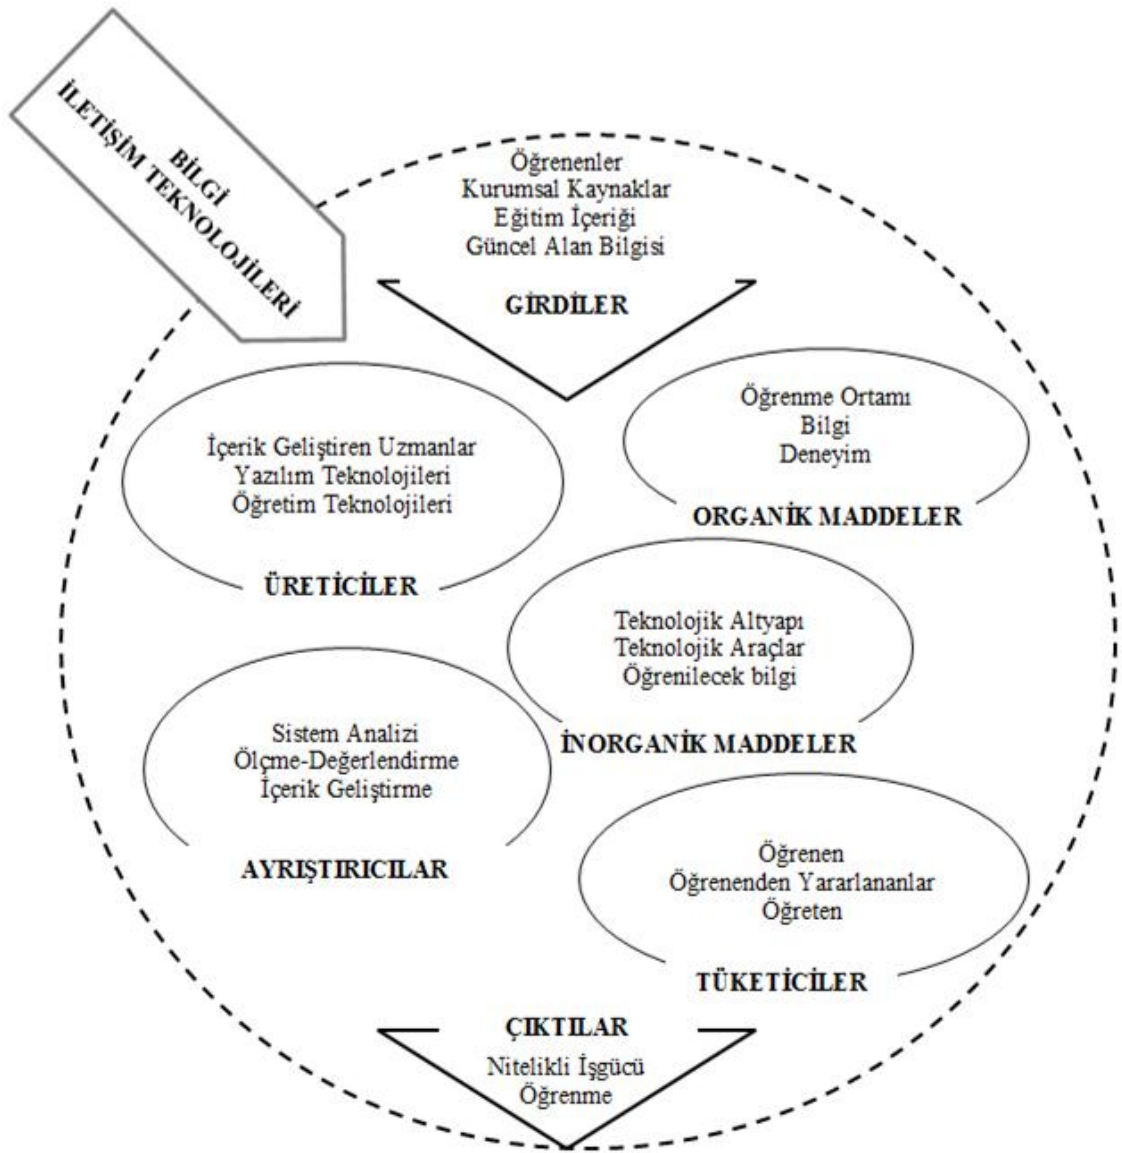 BİLGİ
İLETİŞİM TEKNOLOJİLERİ
Öğrenenler
Kurumsal Kaynaklar
Eğitim İçeriği
Güncel Alan Bilgisi
GİRDİLER
İçerik Geliştiren Uzmanlar
Yazılım Teknolojileri
Öğretim Teknolojileri
ÜRETİCİLER
Öğrenme Ortamı
Bilgi
Deneyim
ORGANİK MADDELER
Teknolojik Altyapı
Teknolojik Araçlar
Öğrenilecek bilgi
İNORGANİK MADDELER
Sistem Analizi
Ölçme-Değerlendirme
İçerik Geliştirme
AYRIŞTIRICILAR
Öğrenen
Öğrenenden Yararlananlar
Öğreten
TÜKETİCİLER
ÇIKTILAR
Nitelikli İşgücü
Öğrenme